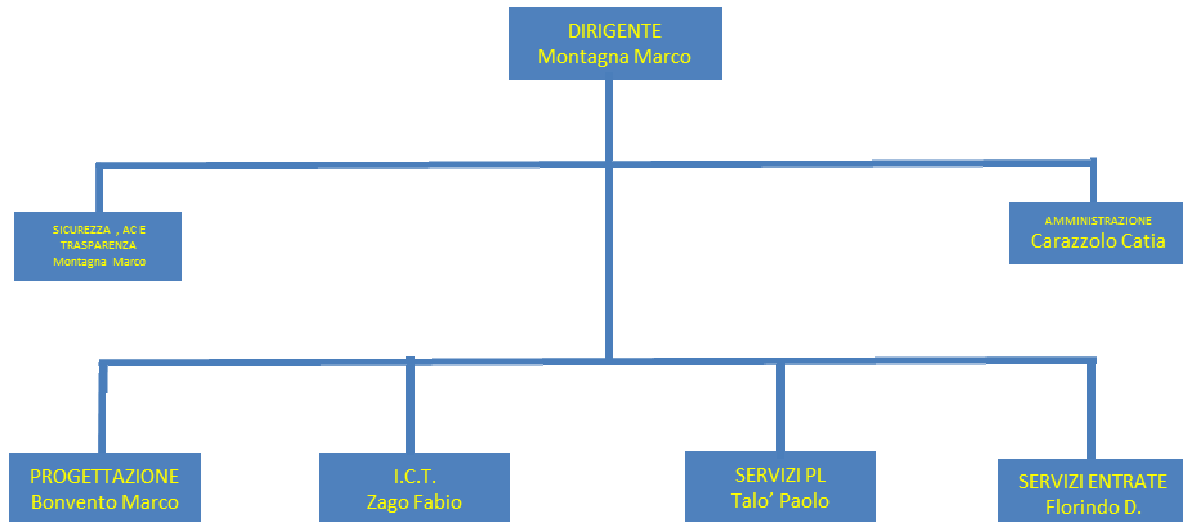 DIRIGENTE
Montagna Marco
SICUREZZA , AC E
TRASPARENZA
Montagna Marco
AMMINISTRAZIONE
Carazzolo Catia
PROGETTAZIONE
Bonvento Marco
I.C.T.
Zago Fabio
SERVIZI PL
Talo' Paolo
SERVIZI ENTRATE
Florindo D.